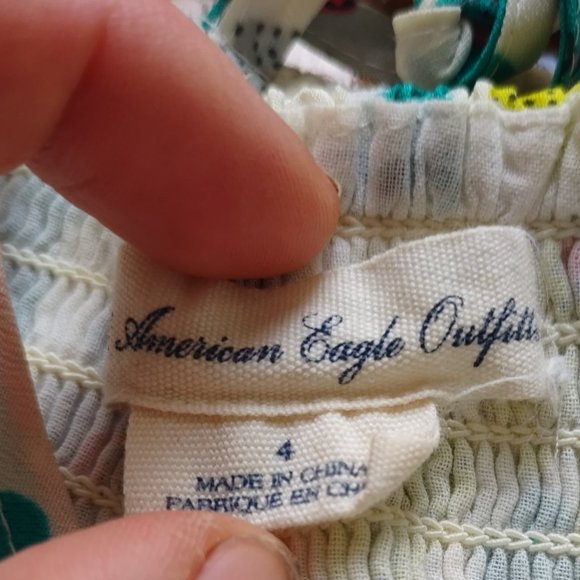 American Eagle Outfitt
4
MADE IN CHINA
FABRIQUE EN CH